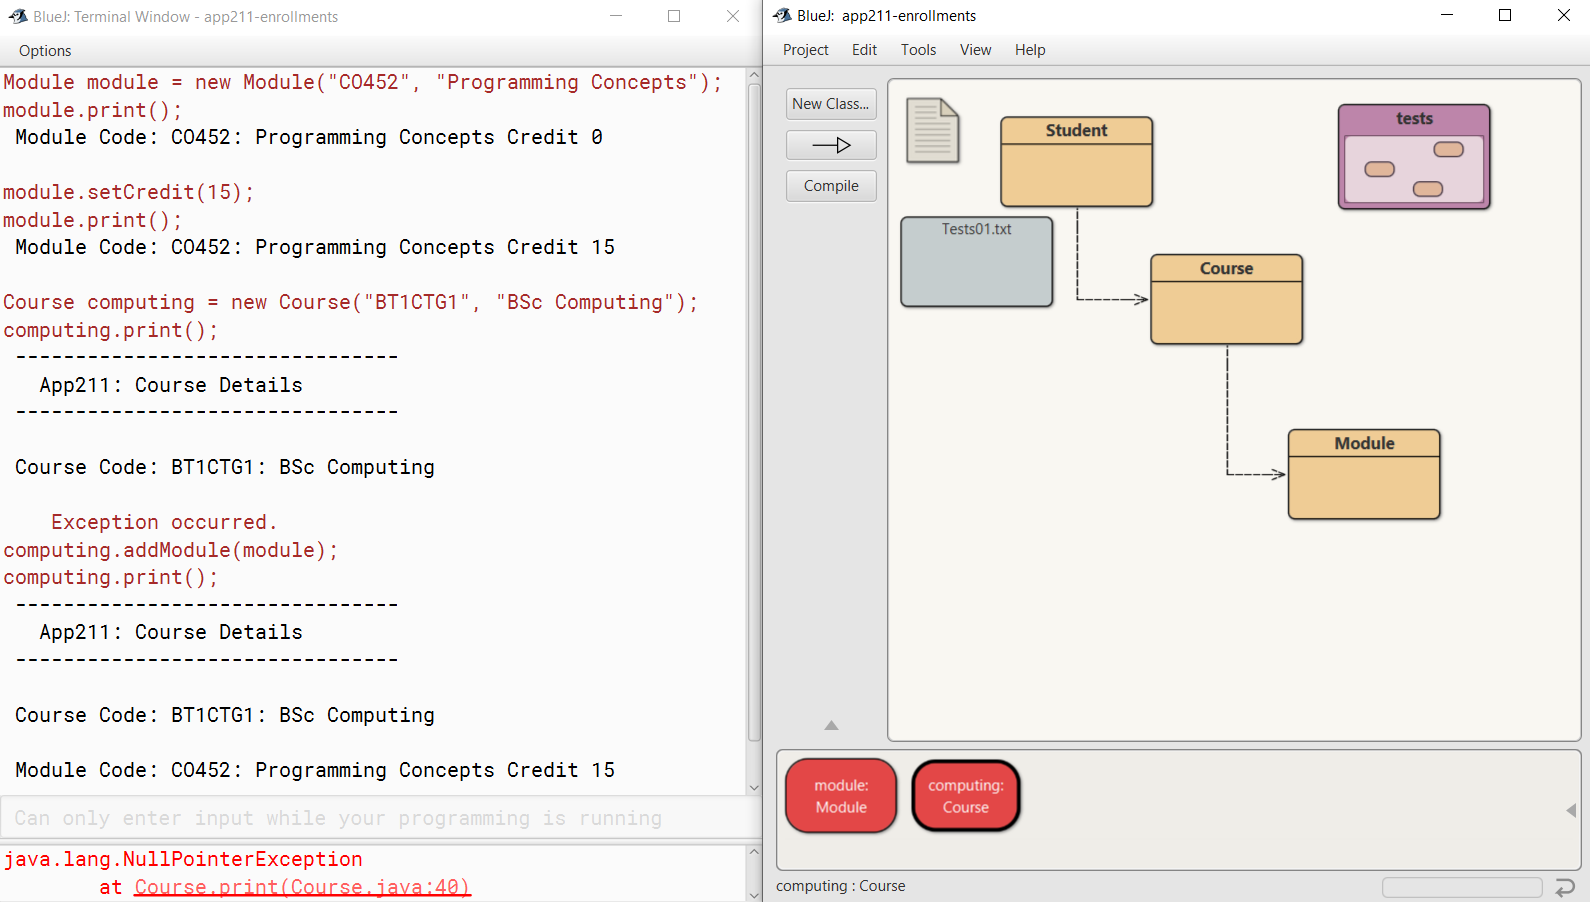 BlueJ: Terminal Window - app211-enrollments
Options
Module module = new Module("CO452", "Programming Concepts");
module.print();
Module Code: CO452: Programming Concepts Credit 0
module.setCredit(15);
module.print();
Module Code: CO452: Programming Concepts Credit 15
Course computing = new Course("BT1CTG1", "BSc Computing");
computing.print();
--------------------------------
App211: Course Details
--------------------------------
Course Code: BT1CTG1: BSc Computing
Exception occurred.
computing.addModule(module);
computing.print();
--------------------------------
App211: Course Details
--------------------------------
Course Code: BT1CTG1: BSc Computing
Module Code: CO452: Programming Concepts Credit 15
Can only enter input while your programming is running
java.lang.NullPointerException
at Course.print(Course.java:40)
BlueJ: app211-enrollments
Project Edit Tools View Help
New Class...
Compile
Student
tests
Tests01.txt
Course
Module
module:
Module
computing:
Course
computing : Course